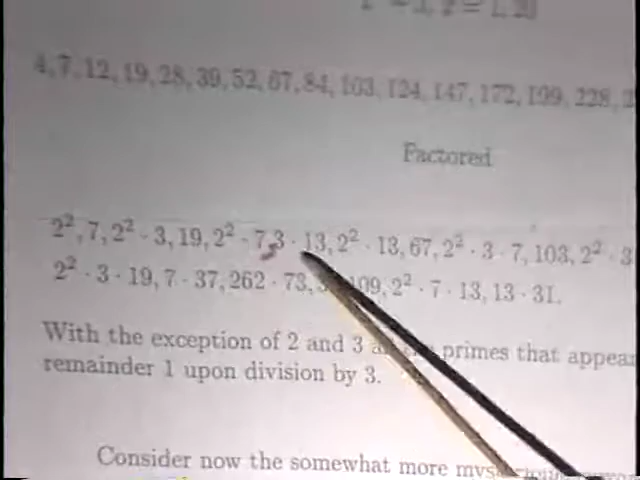 4, 7, 12, 19, 28, 39, 52, 67, 84, 103, 124, 147, 172, 199, 228,
Factored
2², 7, 2² · 3, 19, 2² · 7, 3 · 13, 2² · 13, 67, 2² · 3 · 7, 103, 2² · 3
2² · 3 · 19, 7 · 37, 262 · 73, 109, 2² · 7 · 13, 13 · 31.
With the exception of 2 and 3 primes that appear
remainder 1 upon division by 3.
Consider now the somewhat more